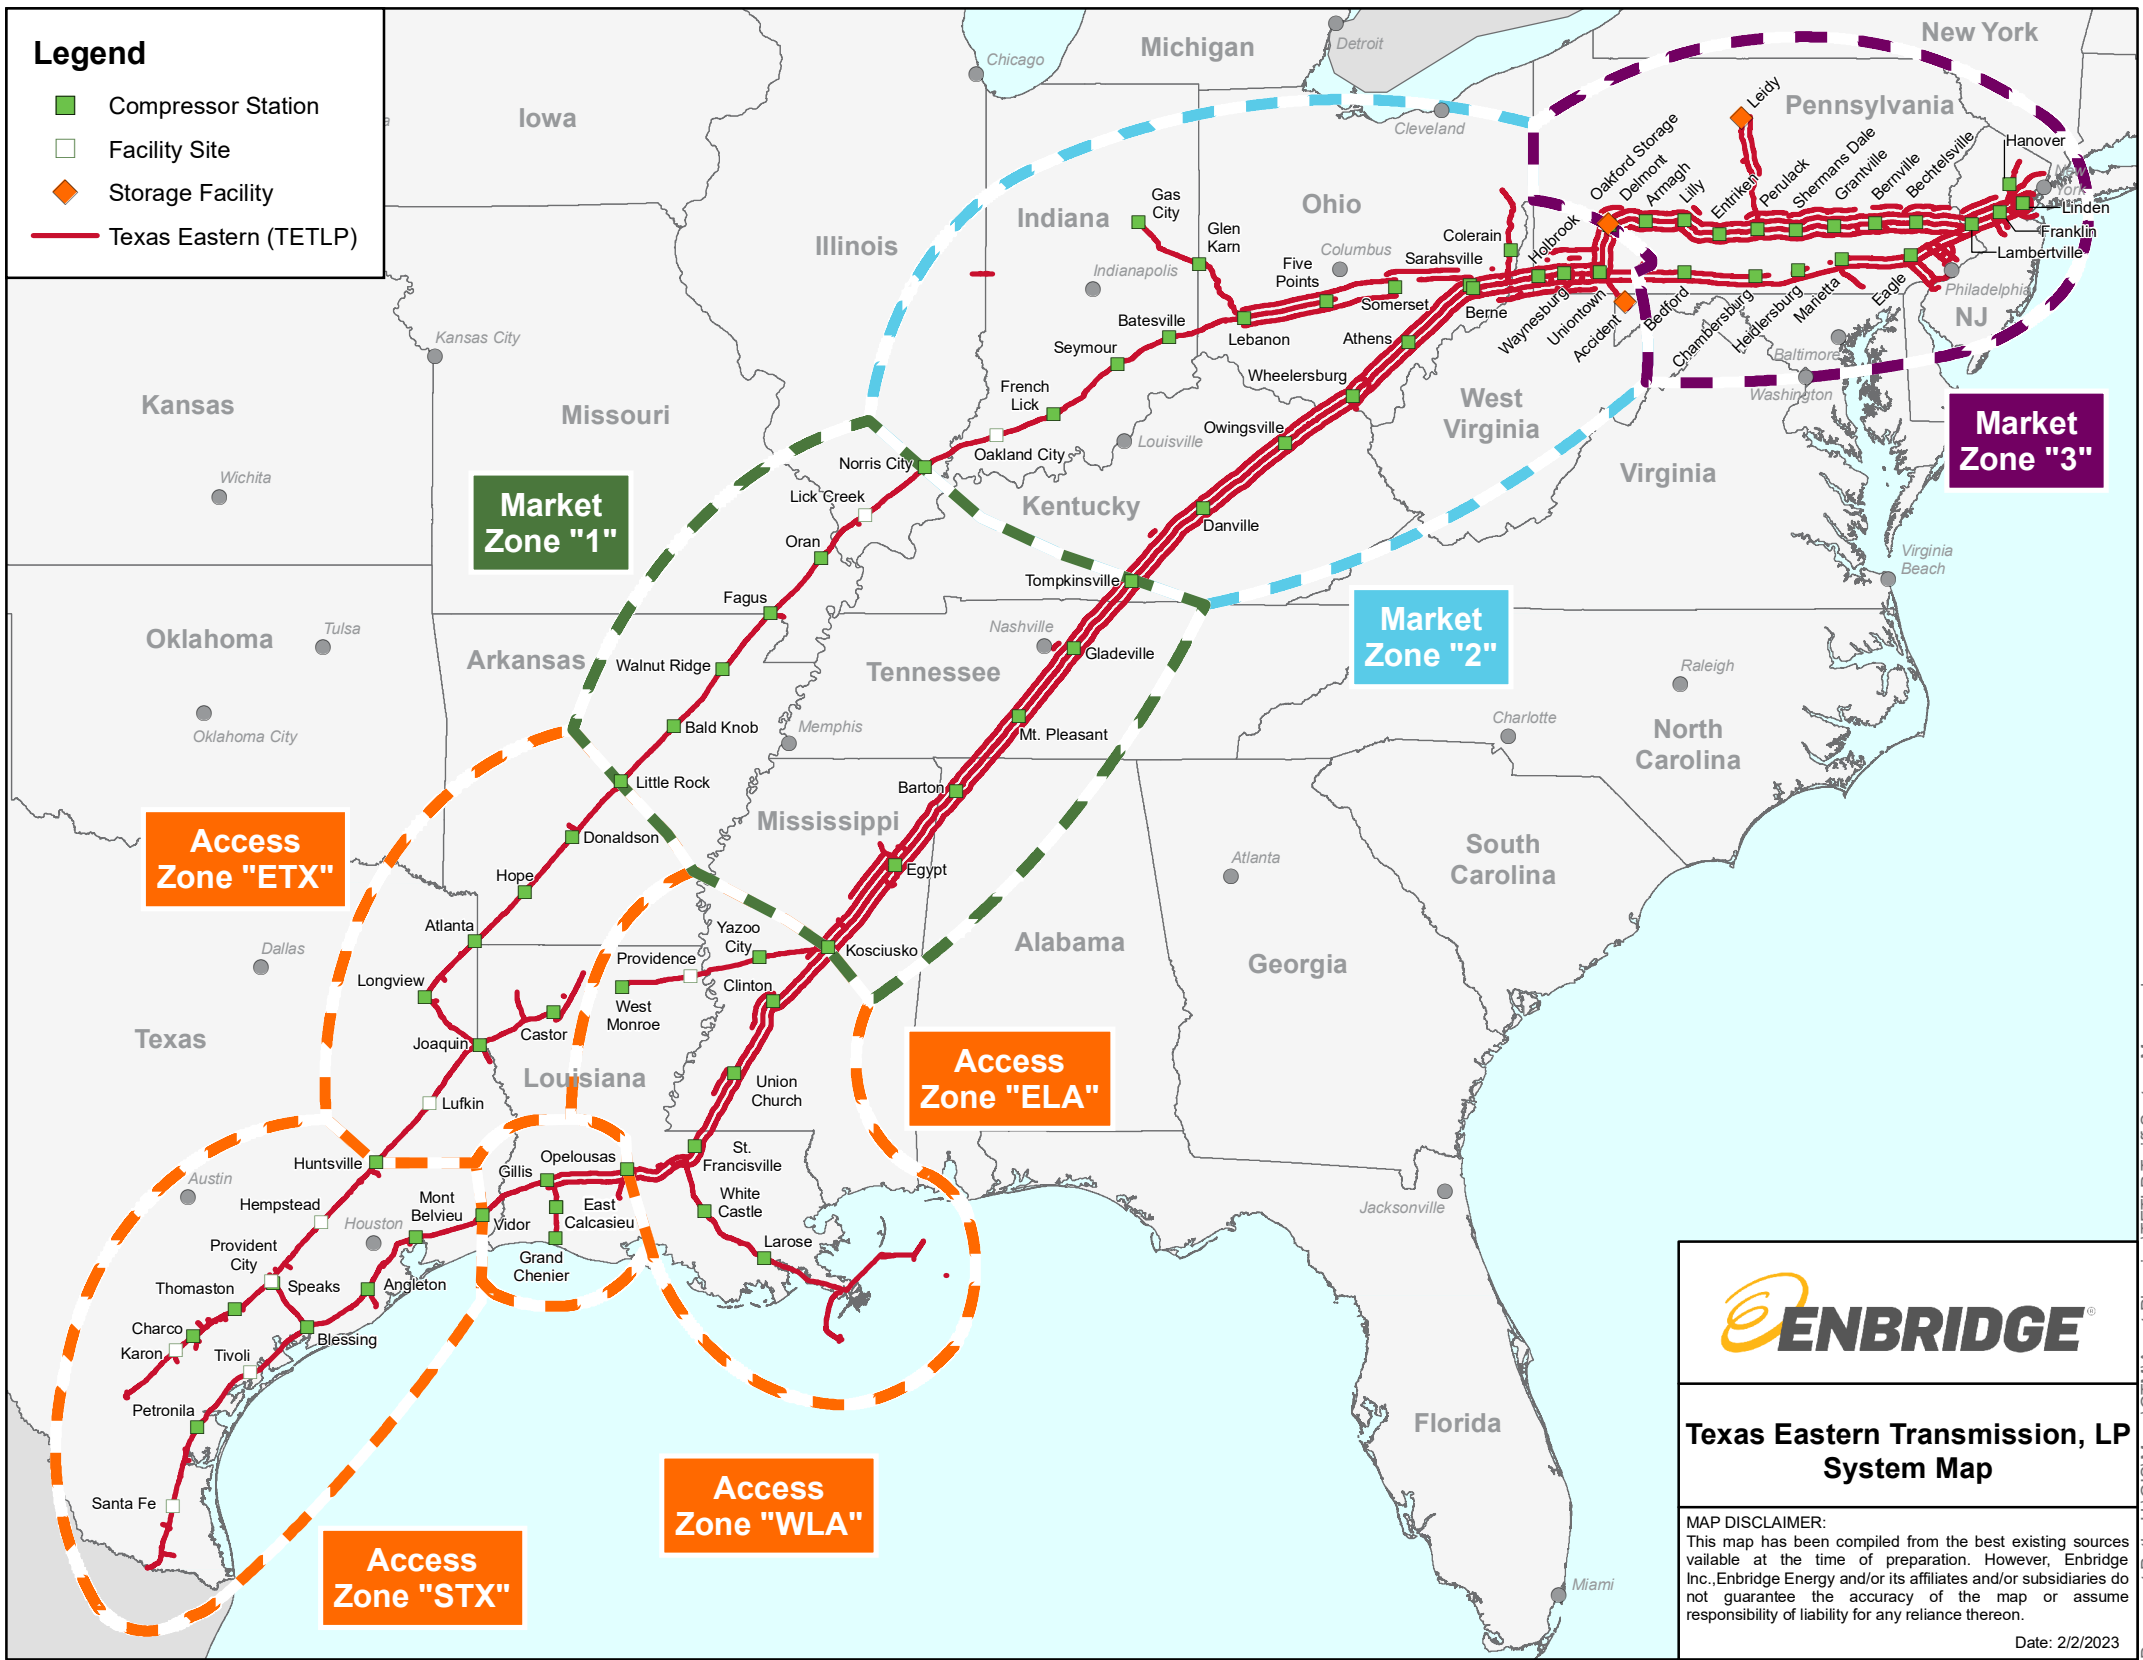 Legend
Compressor Station
Facility Site
Storage Facility
Texas Eastern (TETLP)
Iowa
Michigan
New York
Pennsylvania
Illinois
Indiana
Ohio
Kansas
Missouri
West
Virginia
Virginia
Kentucky
Oklahoma
Arkansas
Tennessee
North
Carolina
South
Carolina
Mississippi
Alabama
Georgia
Texas
Louisiana
Florida
NJ
Chicago
Detroit
Cleveland
Columbus
Indianapolis
Kansas City
Wichita
Louisville
New
York
Philadelphia
Baltimore
Washington
Virginia
Beach
Tulsa
Oklahoma City
Nashville
Memphis
Raleigh
Charlotte
Atlanta
Dallas
Austin
Houston
Jacksonville
Miami
Market
Zone "1"
Market
Zone "2"
Market
Zone "3"
Access
Zone "ETX"
Access
Zone "ELA"
Access
Zone "WLA"
Access
Zone "STX"
Leidy
Oakford Storage
Delmont
Armagh
Lilly
Entriken
Perulack
Shermans Dale
Grantville
Bernville
Bechtelsville
Hanover
Linden
Franklin
Lambertville
Eagle
Marietta
Heidlersburg
Chambersburg
Bedford
Accident
Uniontown
Waynesburg
Holbrook
Colerain
Sarahsville
Berne
Somerset
Five
Points
Athens
Lebanon
Glen
Karn
Gas
City
Batesville
Seymour
French
Lick
Oakland City
Norris City
Lick Creek
Oran
Fagus
Walnut Ridge
Bald Knob
Little Rock
Donaldson
Hope
Atlanta
Longview
Joaquin
Castor
Lufkin
Huntsville
Hempstead
Provident
City
Speaks
Thomaston
Charco
Karon
Tivoli
Petronila
Santa Fe
Blessing
Angleton
Mont
Belvieu
Vidor
Gillis
Opelousas
East
Calcasieu
Grand
Chenier
St.
Francisville
White
Castle
Larose
Union
Church
Clinton
Yazoo
City
Providence
West
Monroe
Kosciusko
Egypt
Barton
Mt. Pleasant
Gladeville
Tompkinsville
Danville
Owingsville
Wheelersburg
ENBRIDGE®
Texas Eastern Transmission, LP
System Map
MAP DISCLAIMER:
This map has been compiled from the best existing sources
vailable at the time of preparation. However, Enbridge
Inc.,Enbridge Energy and/or its affiliates and/or subsidiaries do
not guarantee the accuracy of the map or assume
responsibility of liability for any reliance thereon.
Date: 2/2/2023